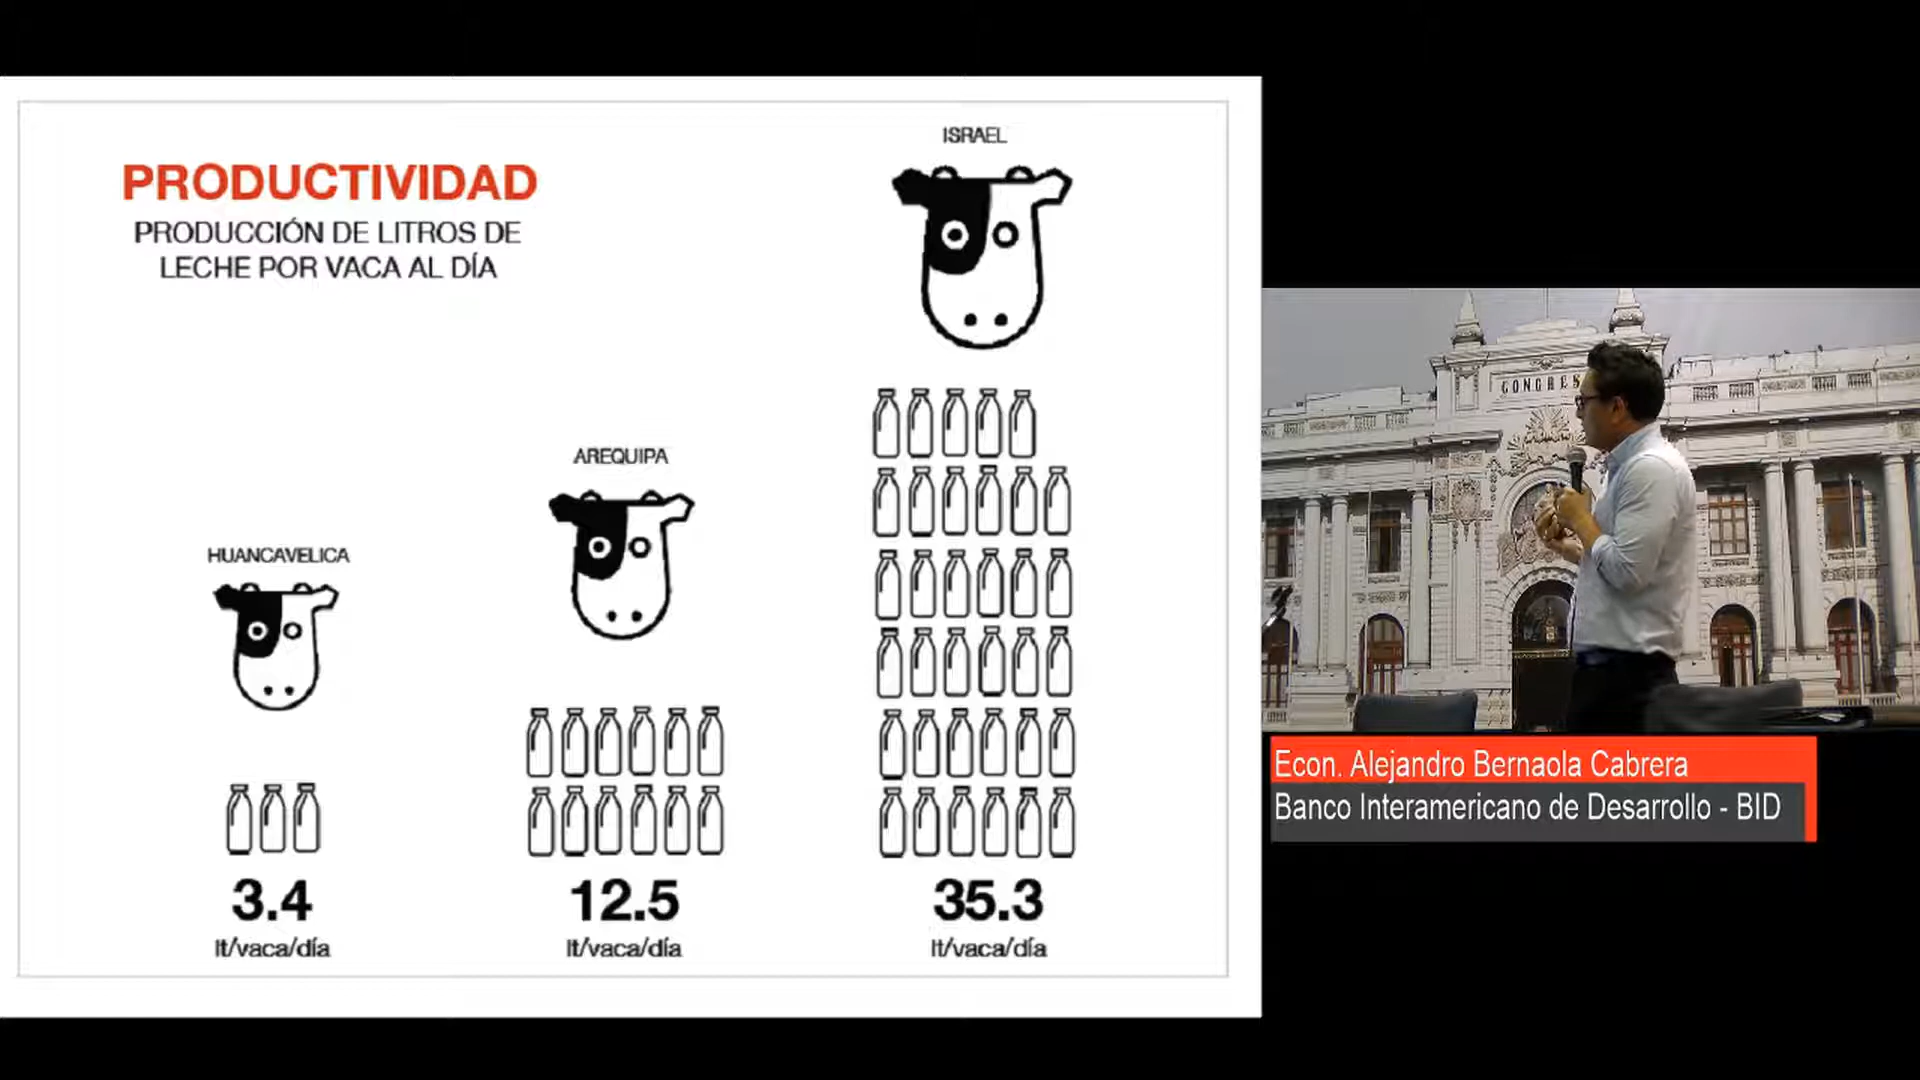 PRODUCTIVIDAD
PRODUCCIÓN DE LITROS DE
LECHE POR VACA AL DÍA
HUANCAVELICA
3.4
lt/vaca/día
AREQUIPA
12.5
lt/vaca/día
ISRAEL
35.3
lt/vaca/día
CONGRES
Econ. Alejandro Bernaola Cabrera
Banco Interamericano de Desarrollo - BID